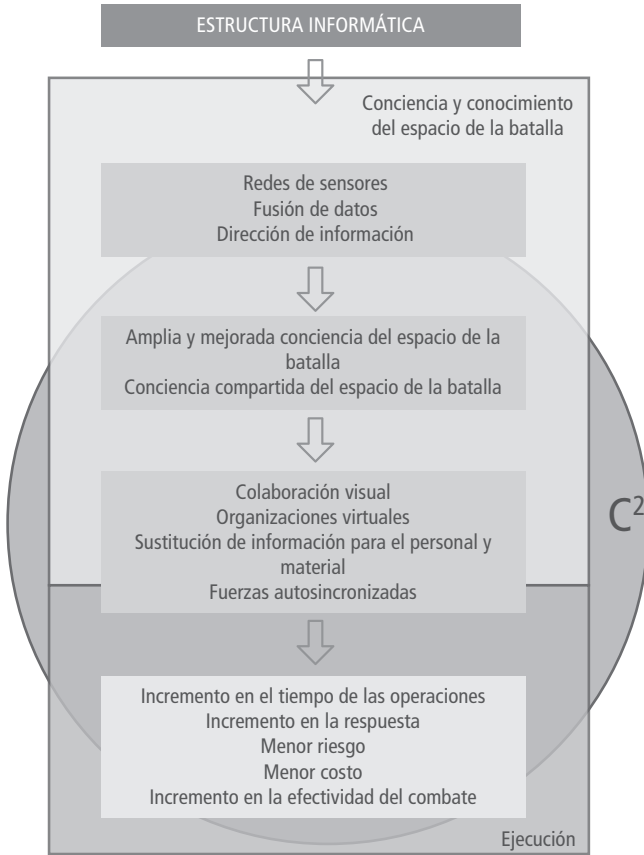 ESTRUCTURA INFORMÁTICA
Conciencia y conocimiento
del espacio de la batalla
Redes de sensores
Fusión de datos
Dirección de información
Amplia y mejorada conciencia del espacio de la
batalla
Conciencia compartida del espacio de la batalla
Colaboración visual
Organizaciones virtuales
Sustitución de información para el personal y
material
Fuerzas autosincronizadas
C²
Incremento en el tiempo de las operaciones
Incremento en la respuesta
Menor riesgo
Menor costo
Incremento en la efectividad del combate
Ejecución